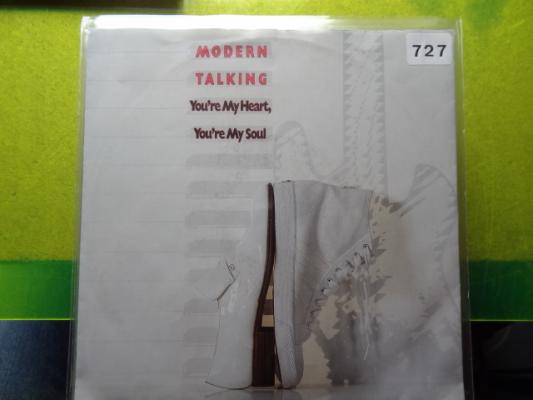 MODERN
TALKING
You're My Heart,
You're My Soul
727